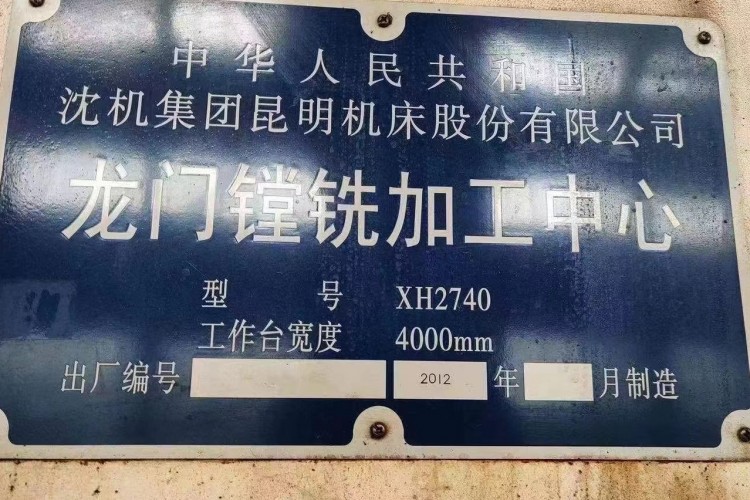 中华人民共和国
沈机集团昆明机床股份有限公司
龙门镗铣加工中心
型 号 XH2740
工作台宽度 4000mm
出厂编号 2012 年 月制造